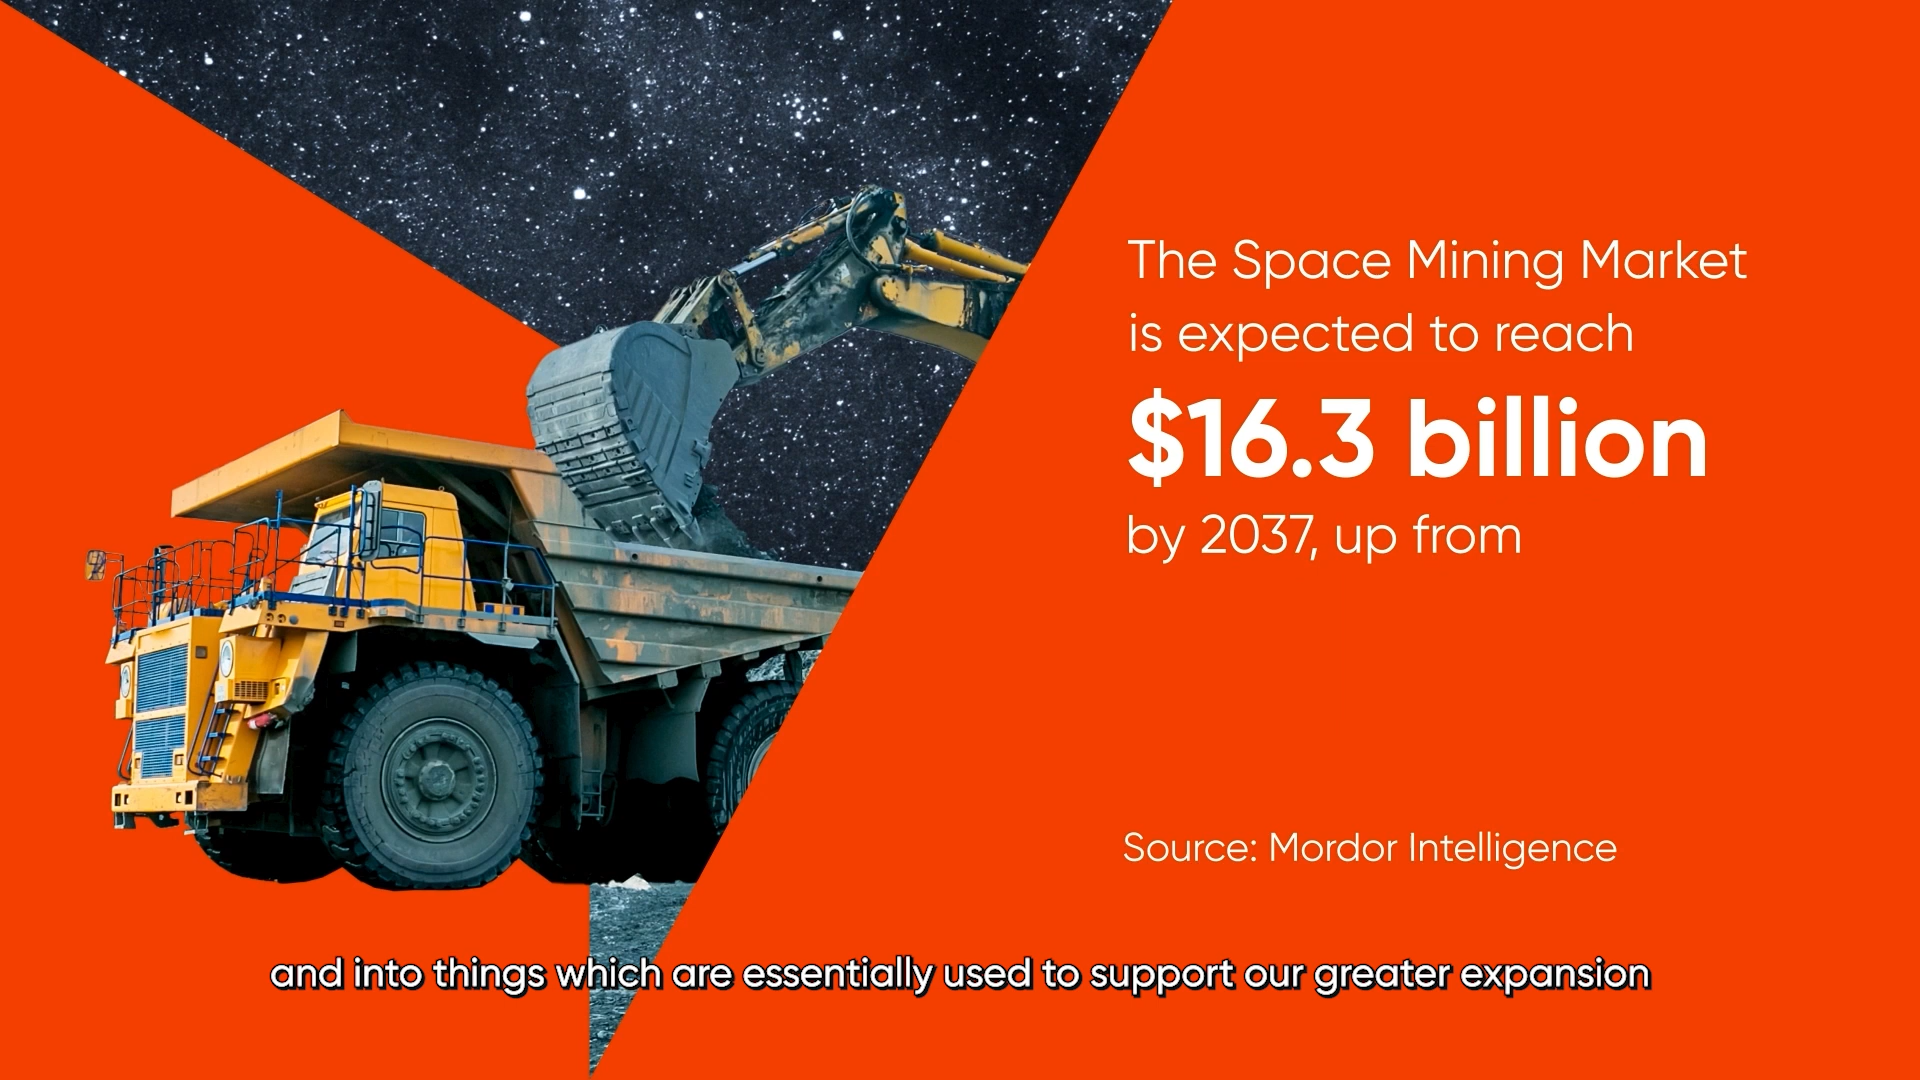 The Space Mining Market
is expected to reach
$16.3 billion
by 2037, up from
Source: Mordor Intelligence
and into things which are essentially used to support our greater expansion